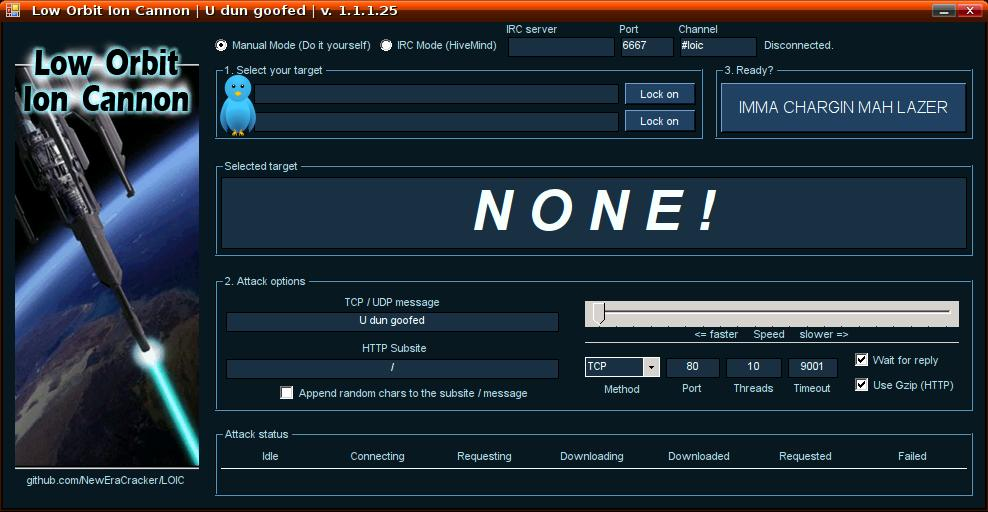 Low Orbit Ion Cannon | U dun goofed | v. 1.1.1.25
Low Orbit
Ion Cannon
github.com/NewEraCracker/LOIC
Manual Mode (Do it yourself)
IRC Mode (HiveMind)
IRC server
Port
Channel
6667
#loic
Disconnected.
1. Select your target
Lock on
Lock on
3. Ready?
IMMA CHARGIN MAH LAZER
Selected target
N O N E !
2. Attack options
TCP / UDP message
U dun goofed
HTTP Subsite
/
Append random chars to the subsite / message
<= faster Speed slower =>
TCP
80
10
9001
Method
Port
Threads
Timeout
Wait for reply
Use Gzip (HTTP)
Attack status
Idle
Connecting
Requesting
Downloading
Downloaded
Requested
Failed